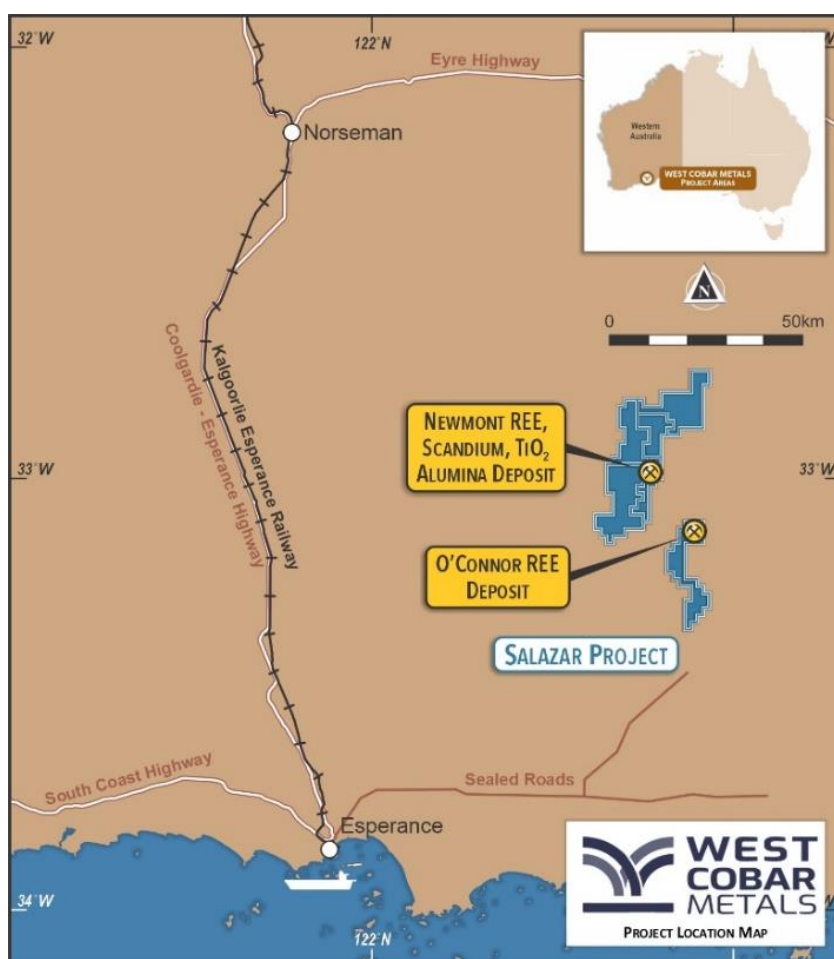 32°W
122°N
Eyre Highway
Norseman
Western
Australia
WEST COBAR METALS
PROJECT AREAS
N
0 50km
Coolgardie - Esperance Highway
Kalgoorlie Esperance Railway
NEWMONT REE,
SCANDIUM, TIO₂
ALUMINA DEPOSIT
33°W
33°W
O'CONNOR REE
DEPOSIT
SALAZAR PROJECT
South Coast Highway
Sealed Roads
Esperance
WEST
COBAR
METALS
PROJECT LOCATION MAP
34°W
122°N